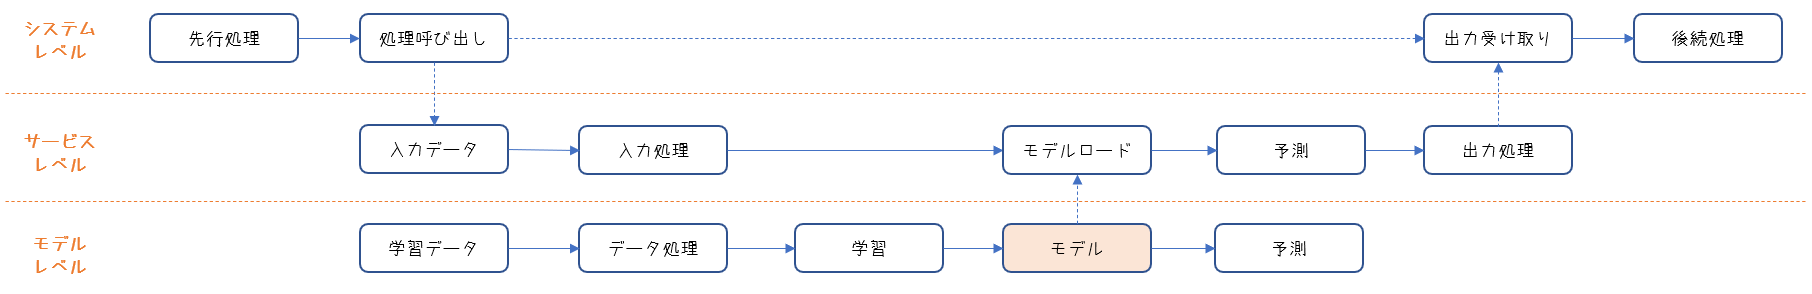 システム
レベル
先行処理
処理呼び出し
出力受け取り
後続処理
サービス
レベル
入力データ
入力処理
モデルロード
予測
出力処理
モデル
レベル
学習データ
データ処理
学習
モデル
予測